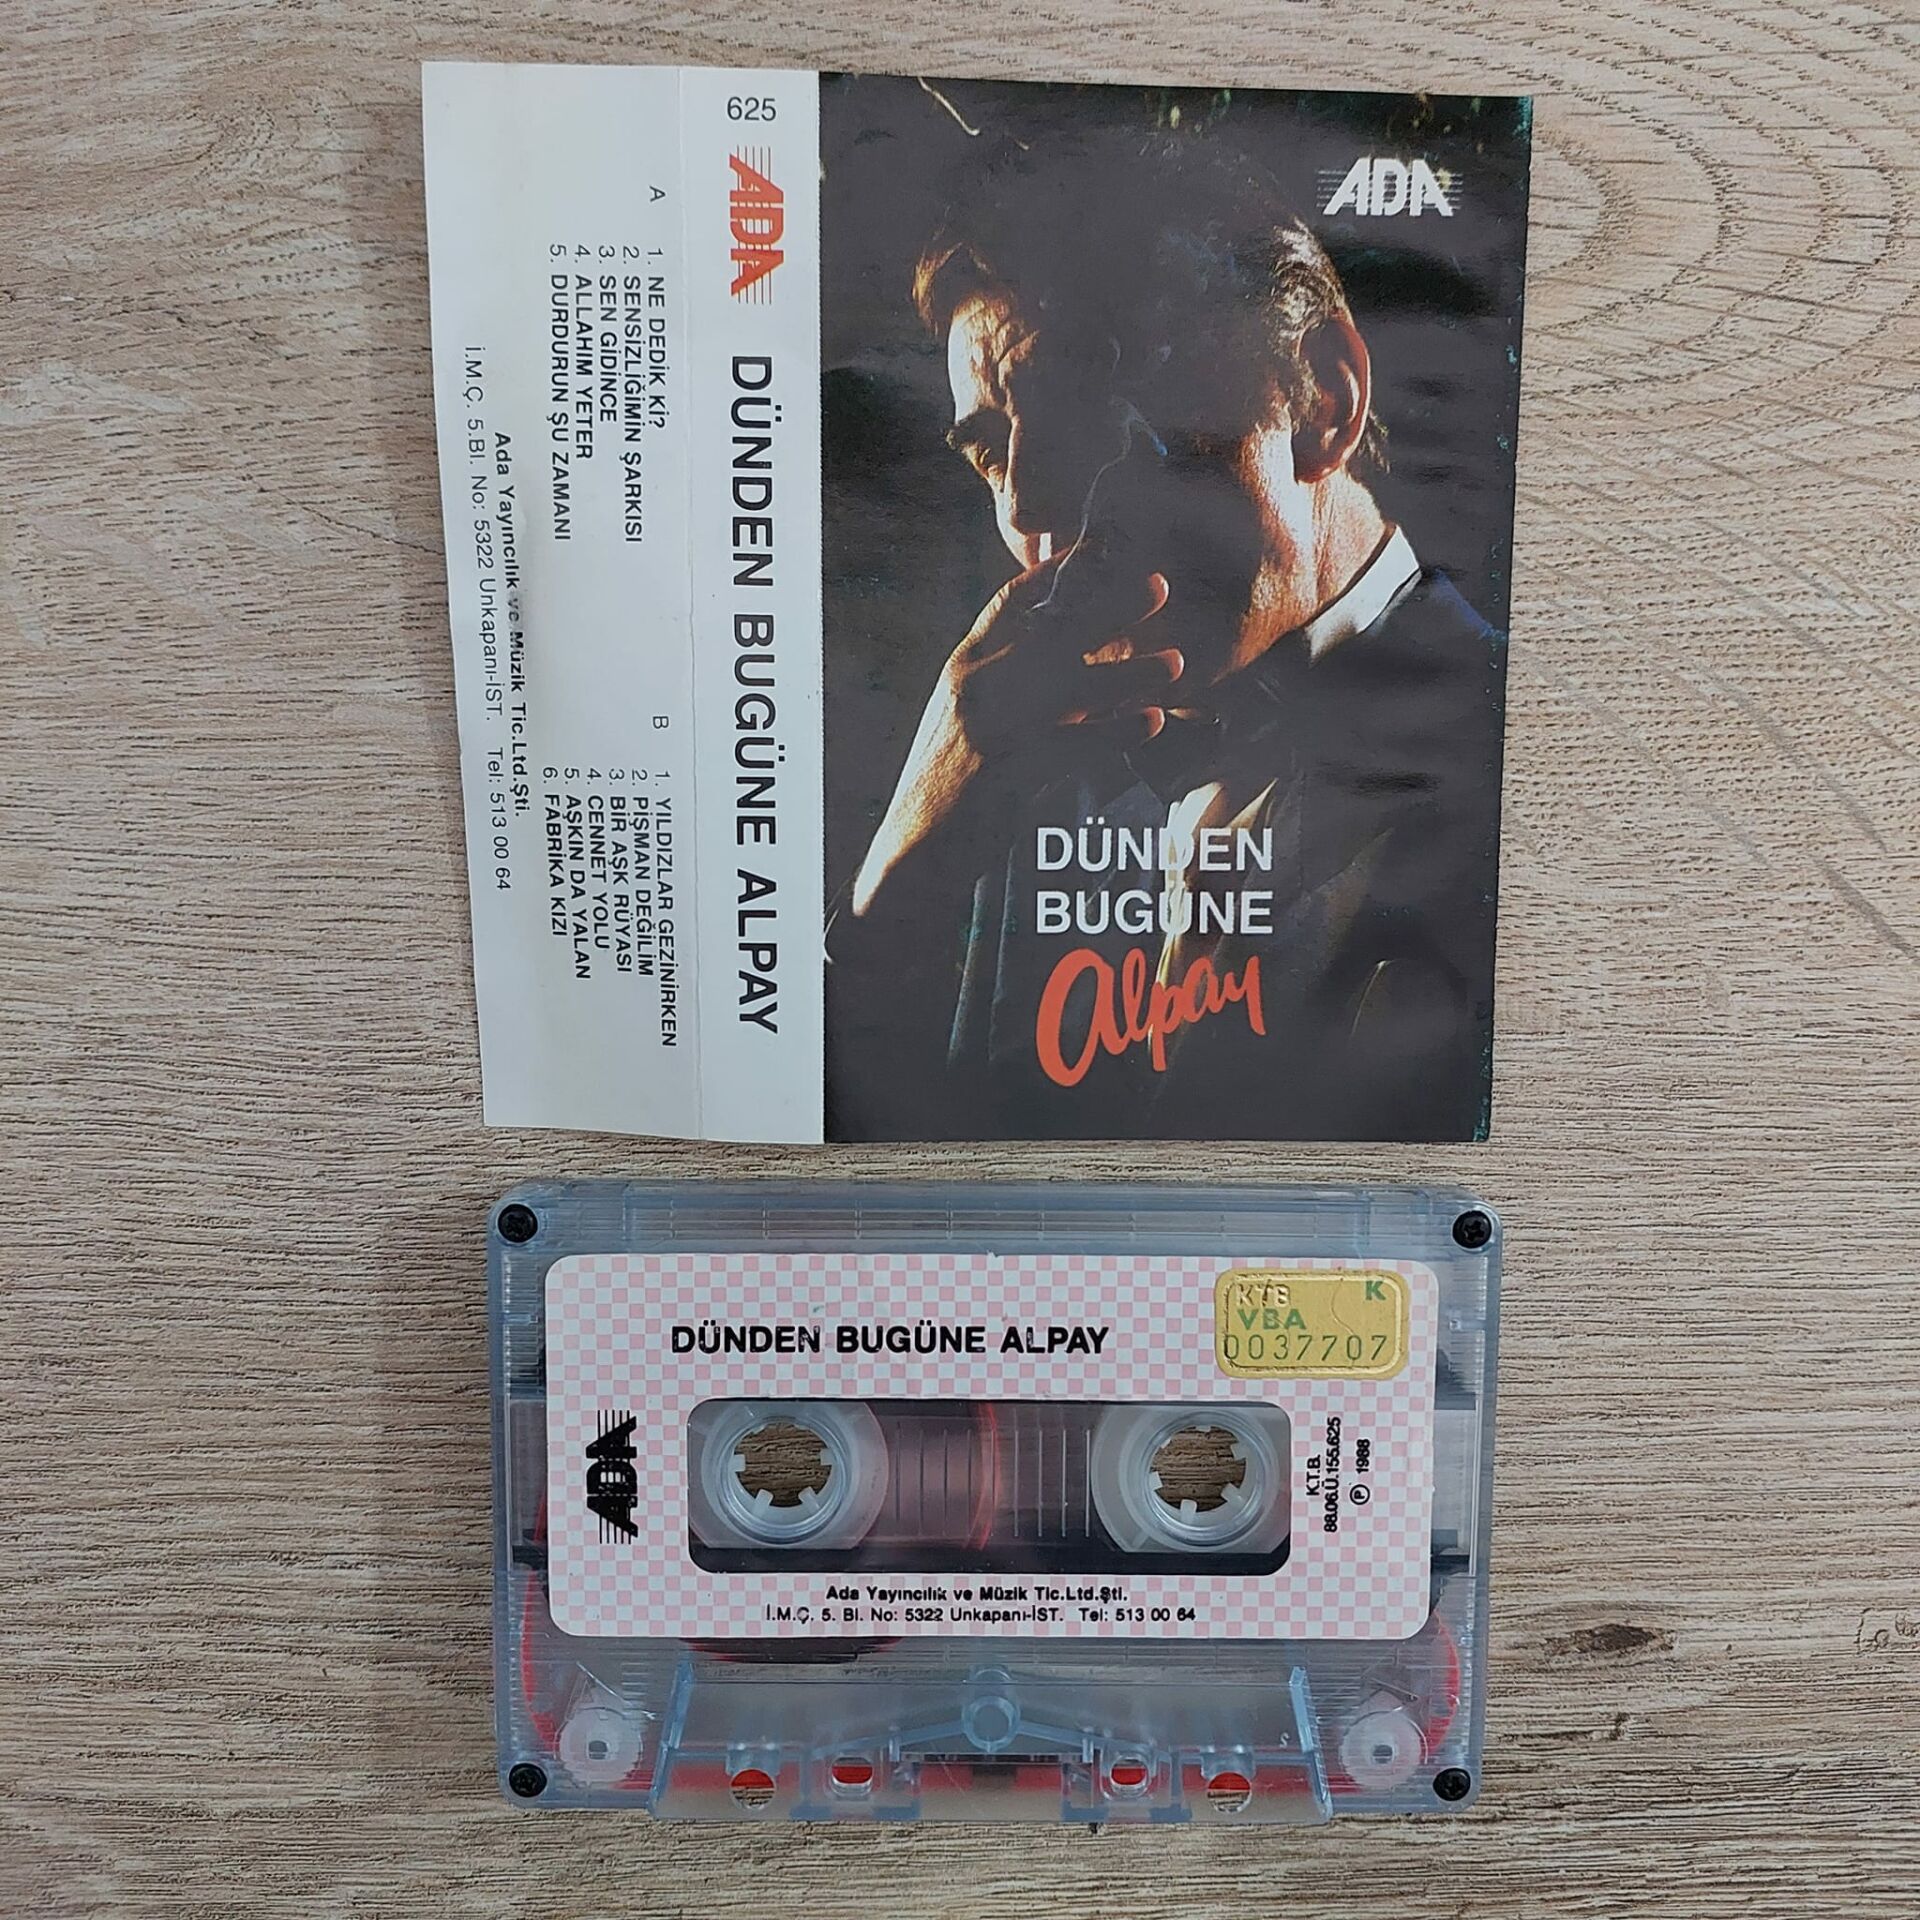 625
ADA
DÜNDEN BUGÜNE ALPAY
A
1. NE DEDİK Kİ?
2. SENSİZLİĞİMİN ŞARKISI
3. SEN GİDİNCE
4. ALLAHIM YETER
5. DURDURUN ŞU ZAMANI
B
1. YILDIZLAR GEZİNİRKEN
2. PİŞMAN DEĞİLİM
3. BİR AŞK RÜYASI
4. CENNET YOLU
5. AŞKIN DA YALAN
6. FABRİKA KIZI
Ada Yayıncılık ve Müzik Tic.Ltd.Şti.
İ.M.Ç. 5.Bl. No: 5322 Unkapanı-İST. Tel: 513 00 64
ADA
DÜNDEN
BUGÜNE
Alpay
DÜNDEN BUGÜNE ALPAY
KTB K
VBA
0037707
ADA
℗ 1988
88.06.Ü.155.625
K.T.B.
Ada Yayıncılık ve Müzik Tic.Ltd.Şti.
İ.M.Ç. 5. Bl. No: 5322 Unkapanı-İST. Tel: 513 00 64